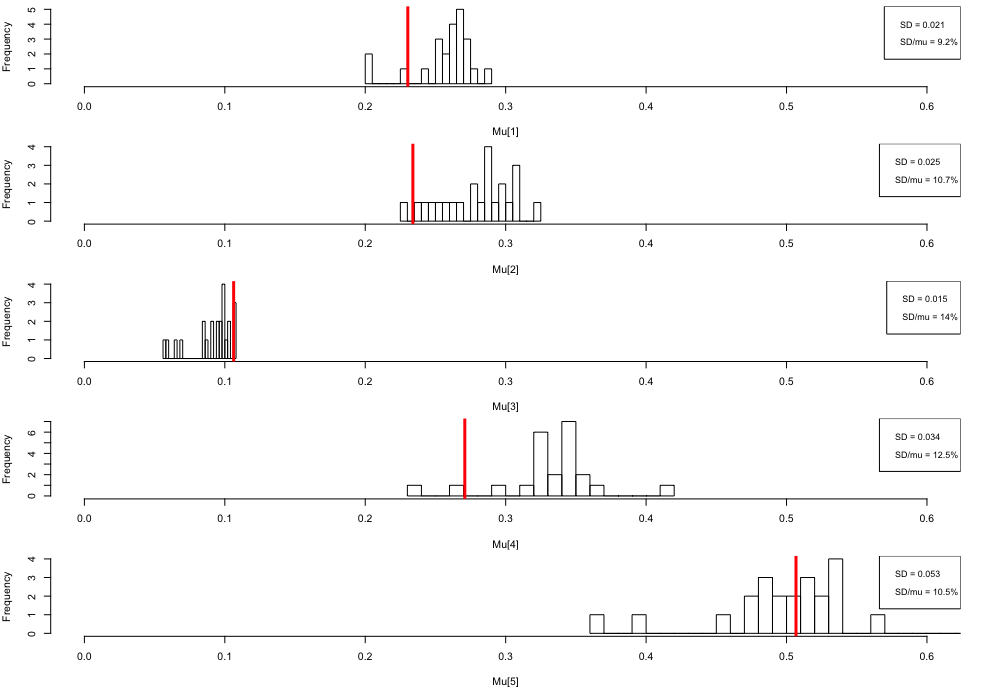 Frequency
5
4
3
2
1
0
SD = 0.021
SD/mu = 9.2%
0.0 0.1 0.2 0.3 0.4 0.5 0.6
Mu[1]
Frequency
4
3
2
1
0
SD = 0.025
SD/mu = 10.7%
0.0 0.1 0.2 0.3 0.4 0.5 0.6
Mu[2]
Frequency
4
3
2
1
0
SD = 0.015
SD/mu = 14%
0.0 0.1 0.2 0.3 0.4 0.5 0.6
Mu[3]
Frequency
6
4
2
0
SD = 0.034
SD/mu = 12.5%
0.0 0.1 0.2 0.3 0.4 0.5 0.6
Mu[4]
Frequency
4
3
2
1
0
SD = 0.053
SD/mu = 10.5%
0.0 0.1 0.2 0.3 0.4 0.5 0.6
Mu[5]